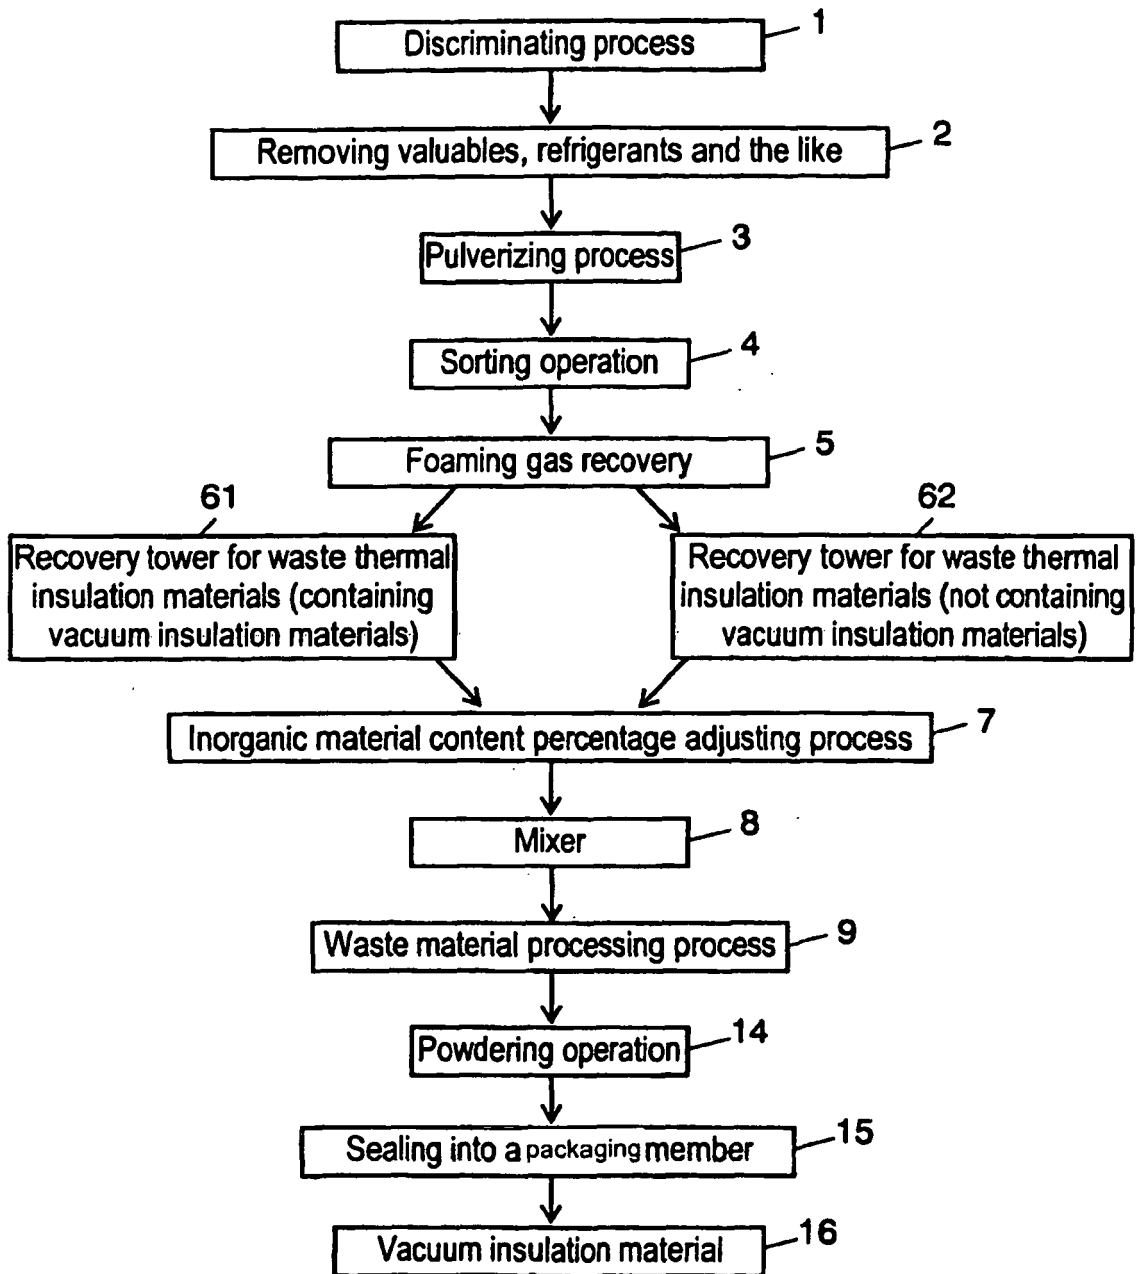 1
Discriminating process
2
Removing valuables, refrigerants and the like
3
Pulverizing process
4
Sorting operation
5
Foaming gas recovery
61
Recovery tower for waste thermal
insulation materials (containing
vacuum insulation materials)
62
Recovery tower for waste thermal
insulation materials (not containing
vacuum insulation materials)
7
Inorganic material content percentage adjusting process
8
Mixer
9
Waste material processing process
14
Powdering operation
15
Sealing into a packaging member
16
Vacuum insulation material